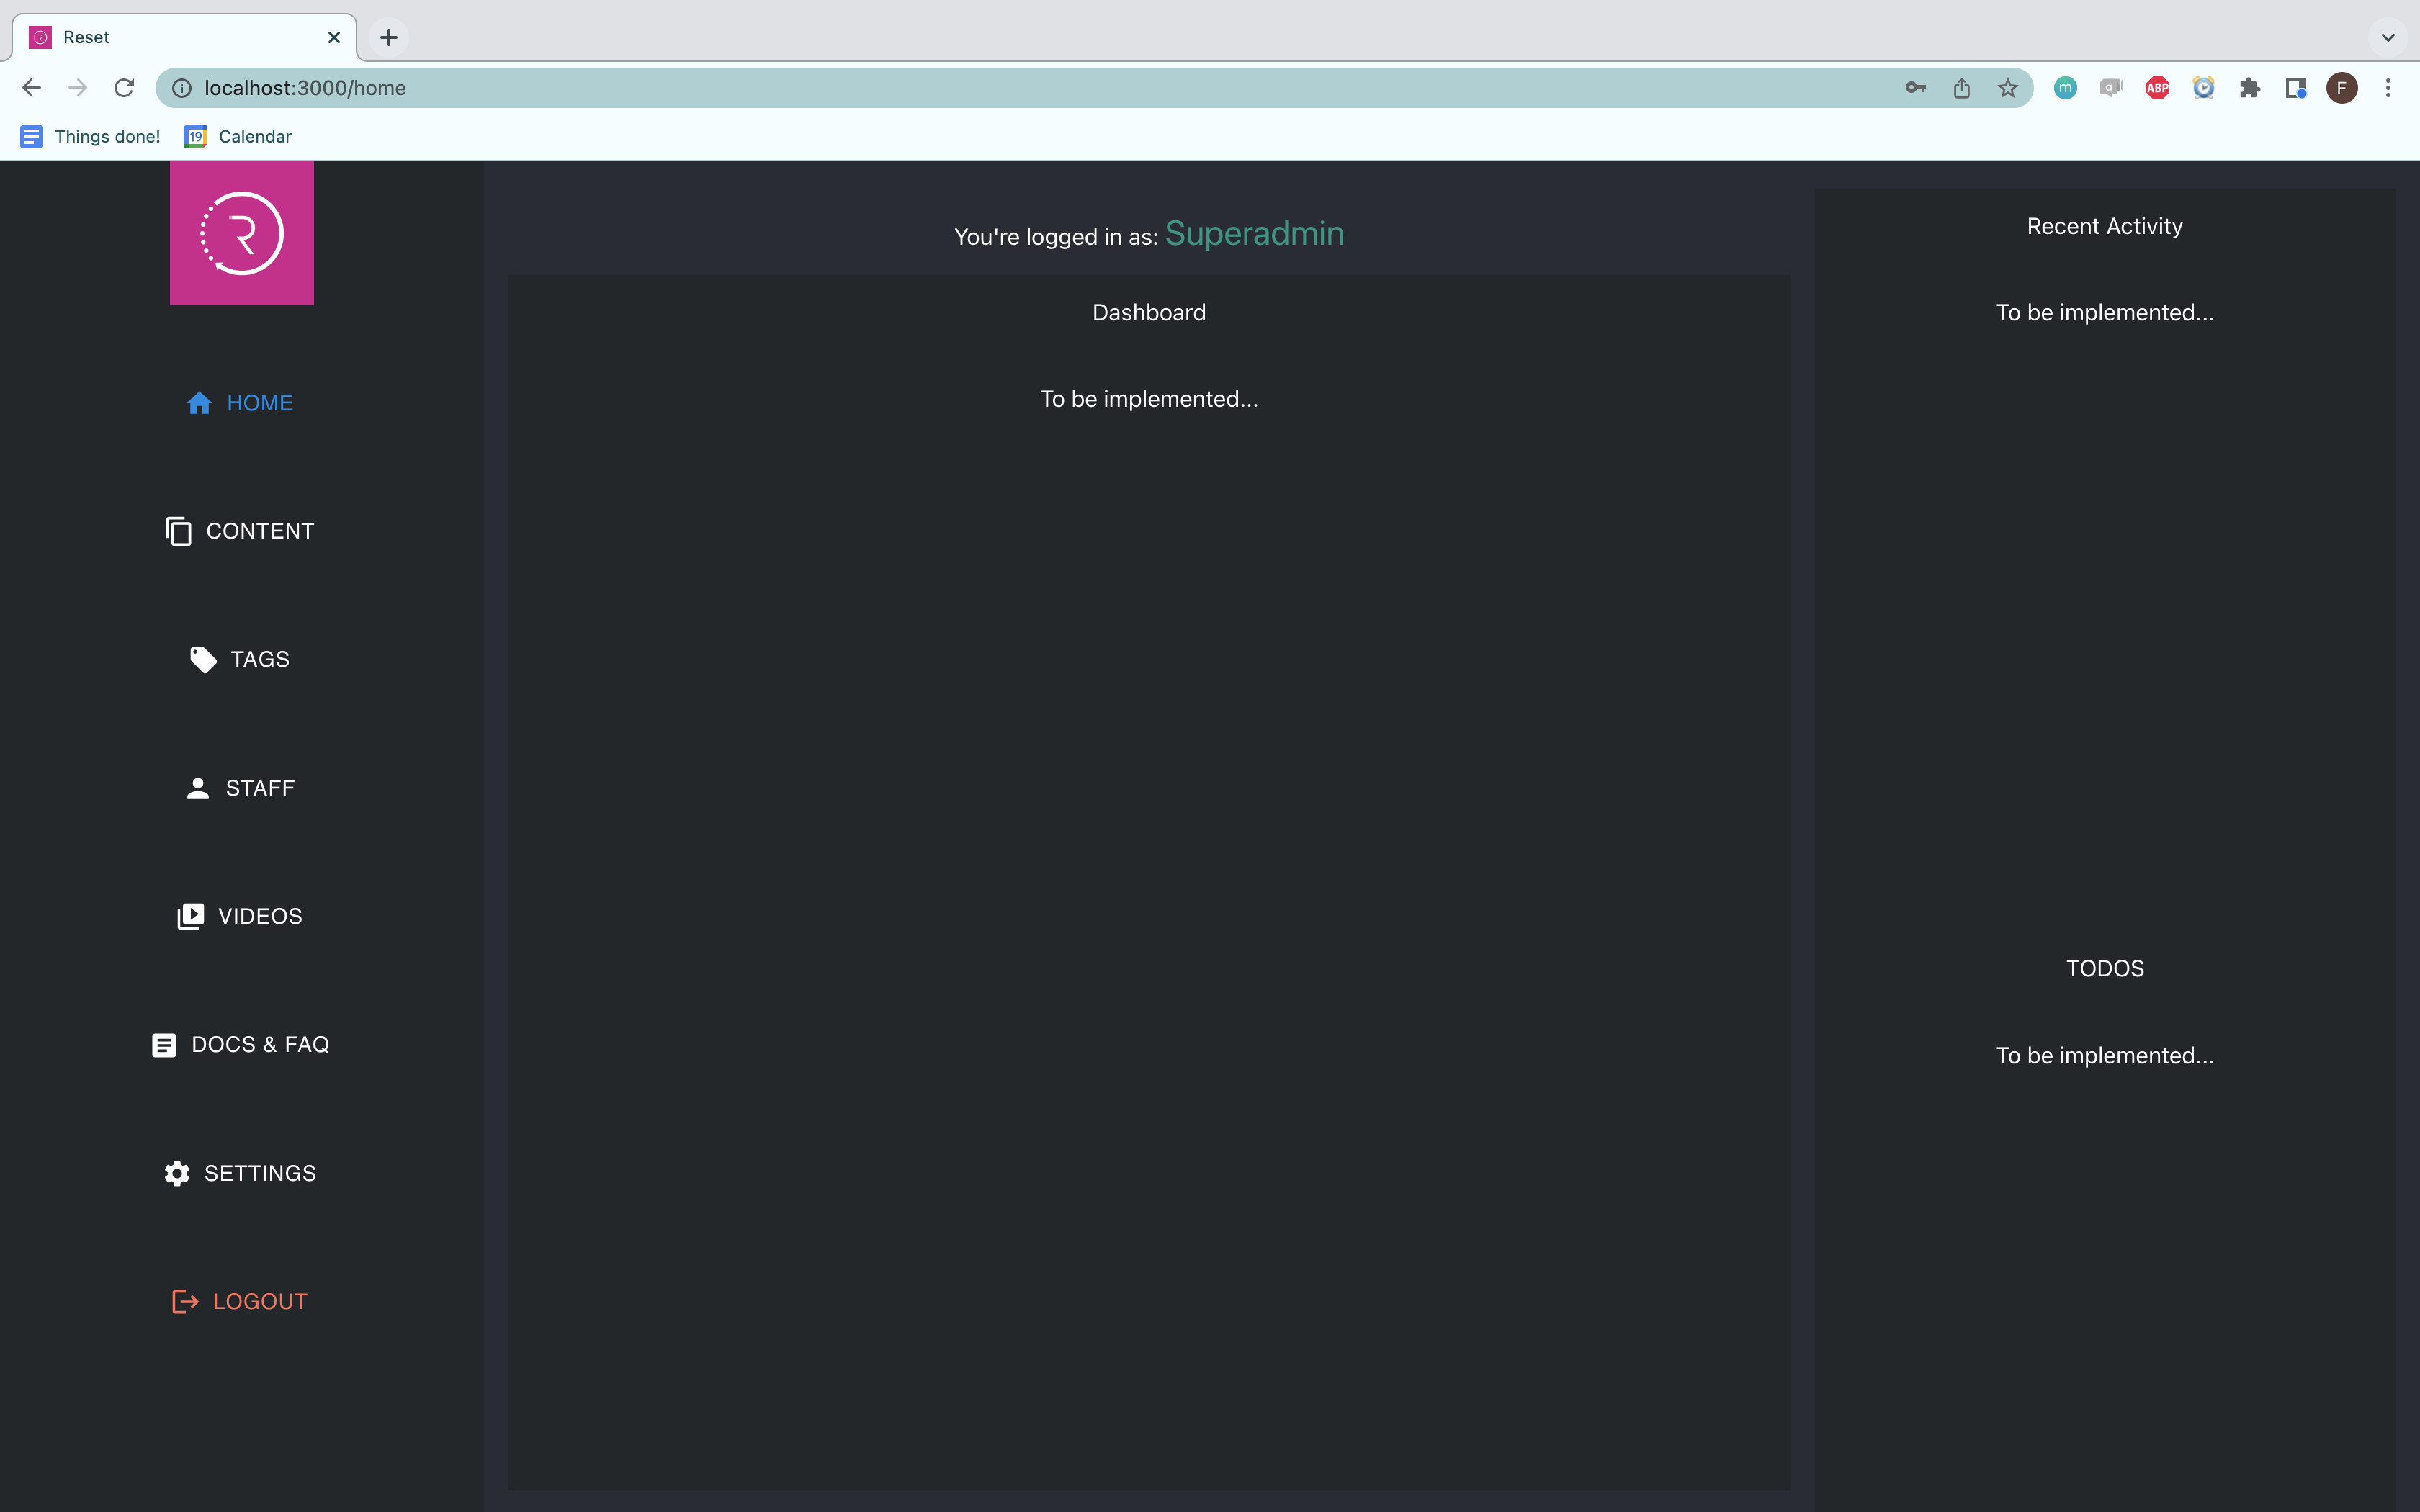 Reset
localhost:3000/home
m
a
ABP
F
Things done!
19
Calendar
R
HOME
CONTENT
TAGS
STAFF
VIDEOS
DOCS & FAQ
SETTINGS
LOGOUT
You're logged in as: Superadmin
Dashboard
To be implemented...
Recent Activity
To be implemented...
TODOS
To be implemented...